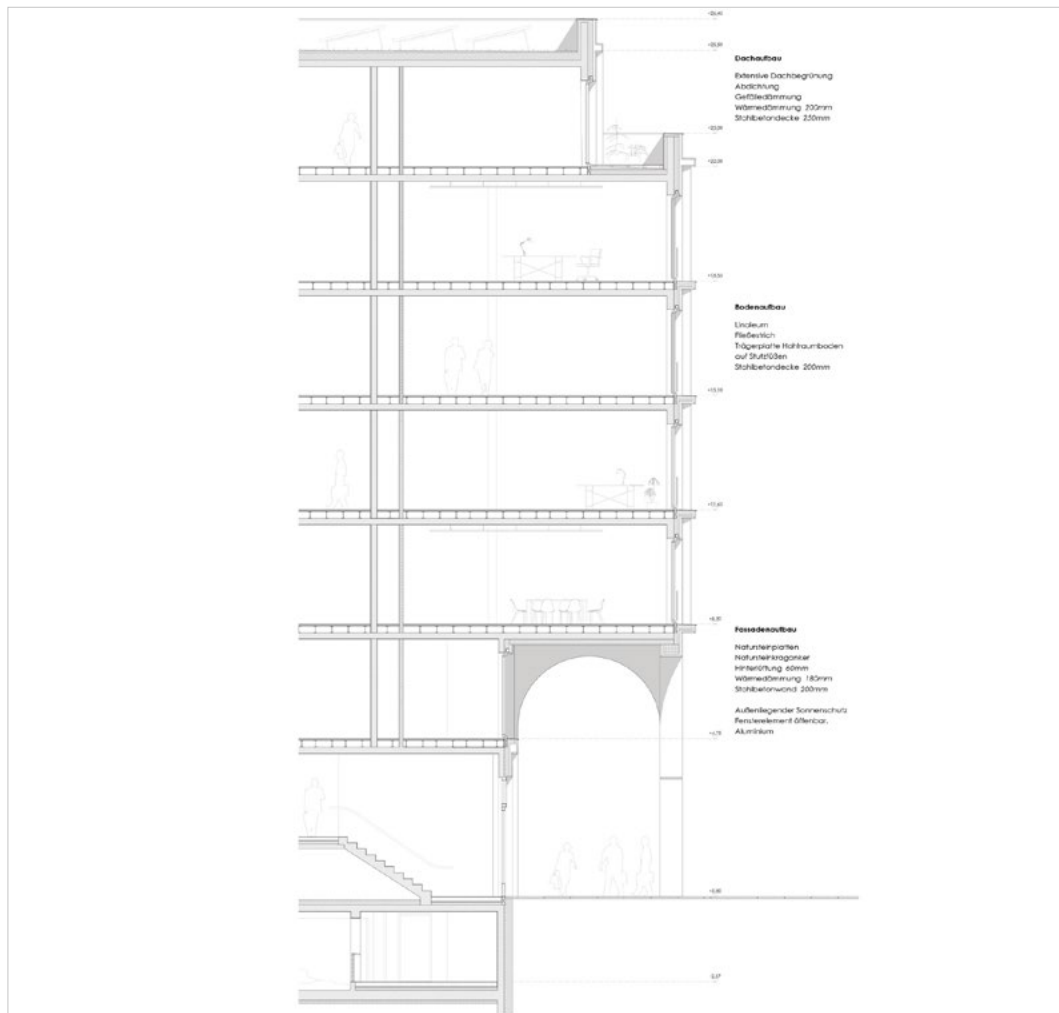 Dachaufbau
Extensive Dachbegrünung
Abdichtung
Gefälledämmung
Wärmedämmung 200mm
Stahlbetondecke 250mm
Bodenaufbau
Linoleum
Fließestrich
Trägerplatte Hohlraumboden
auf Stützfüßen
Stahlbetondecke 200mm
Fassadenaufbau
Natursteinplatten
Natursteinkraganker
Hinterlüftung 60mm
Wärmedämmung 180mm
Stahlbetonwand 200mm
Außenliegender Sonnenschutz
Fensterelement öffenbar,
Aluminium